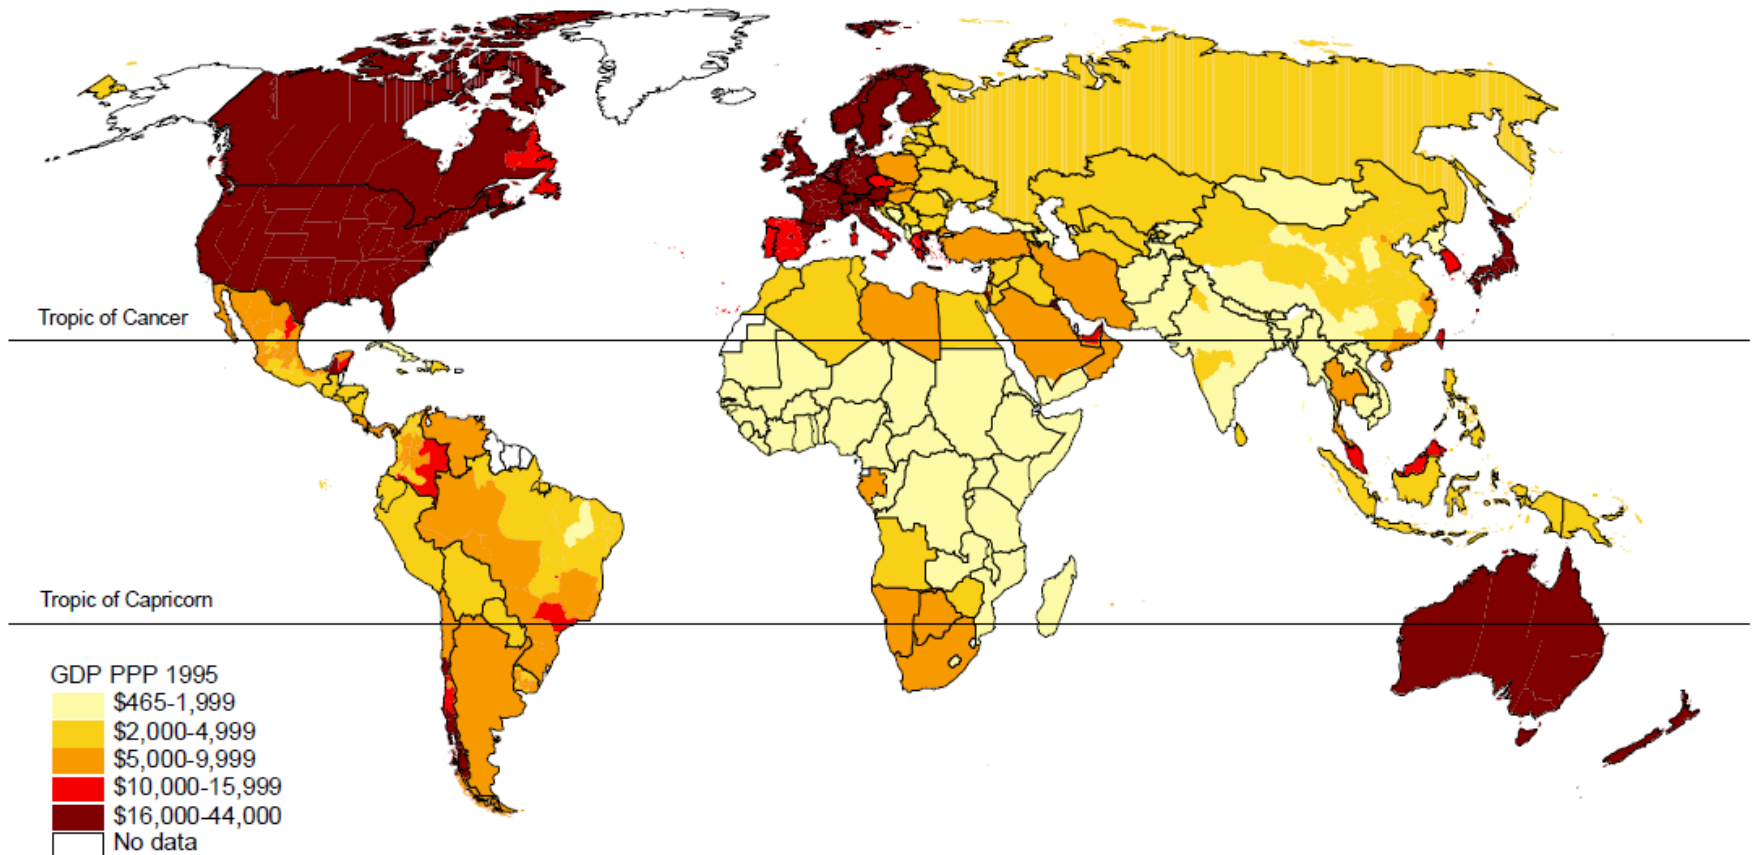 Tropic of Cancer
Tropic of Capricorn
GDP PPP 1995
$465-1,999
$2,000-4,999
$5,000-9,999
$10,000-15,999
$16,000-44,000
No data